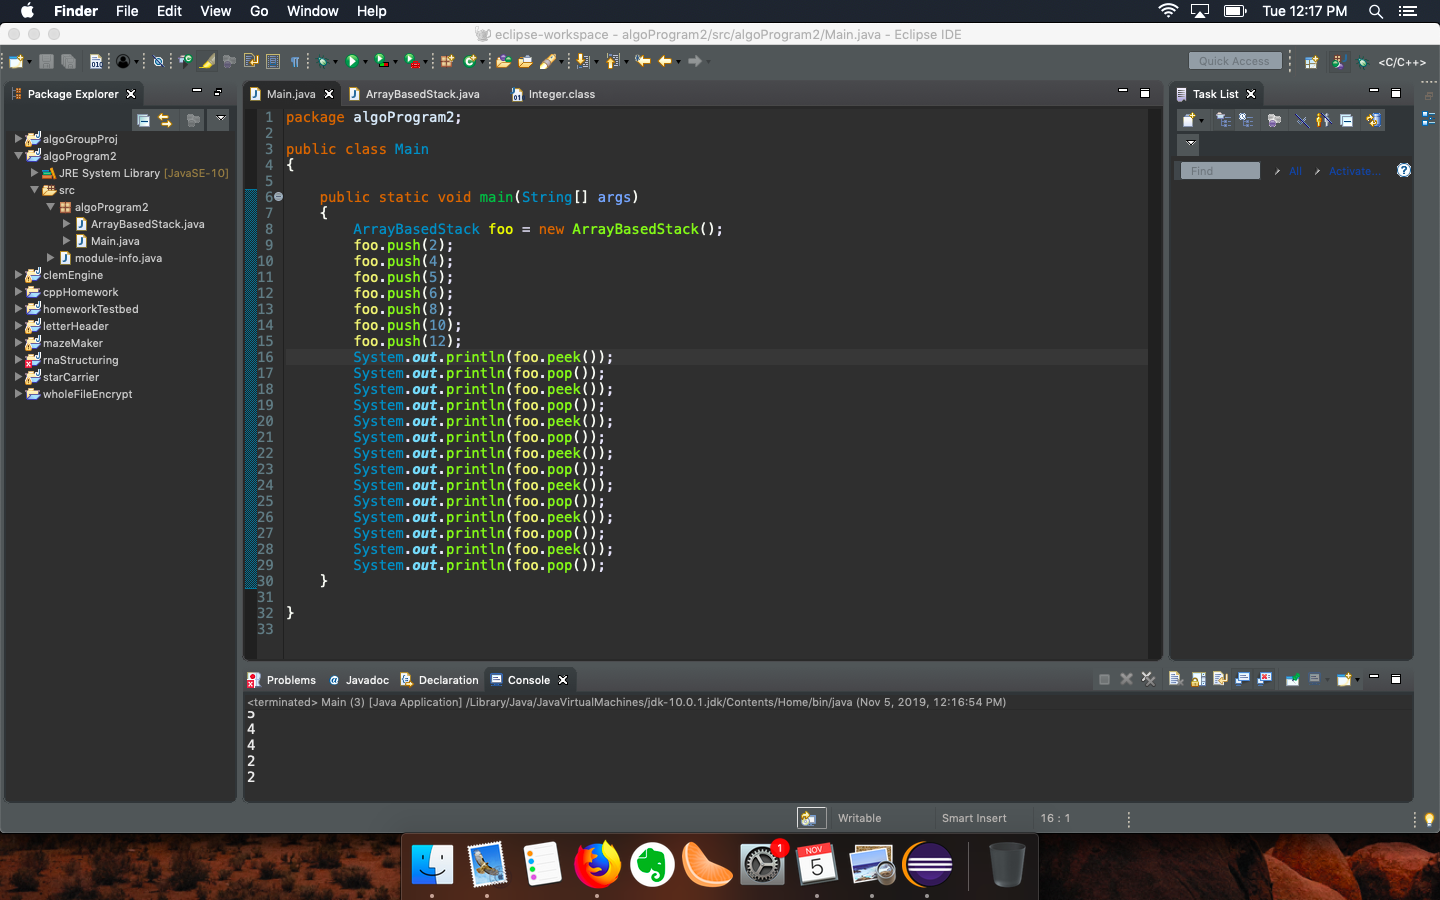 Finder File Edit View Go Window Help Tue 12:17 PM
eclipse-workspace - algoProgram2/src/algoProgram2/Main.java - Eclipse IDE
Quick Access <C/C++>
Package Explorer
algoGroupProj
algoProgram2
JRE System Library [JavaSE-10]
src
algoProgram2
ArrayBasedStack.java
Main.java
module-info.java
clemEngine
cppHomework
homeworkTestbed
letterHeader
mazeMaker
rnaStructuring
starCarrier
wholeFileEncrypt
Main.java ArrayBasedStack.java Integer.class
1 package algoProgram2;
2
3 public class Main
4 {
5
6 public static void main(String[] args)
7 {
8 ArrayBasedStack foo = new ArrayBasedStack();
9 foo.push(2);
10 foo.push(4);
11 foo.push(5);
12 foo.push(6);
13 foo.push(8);
14 foo.push(10);
15 foo.push(12);
16 System.out.println(foo.peek());
17 System.out.println(foo.pop());
18 System.out.println(foo.peek());
19 System.out.println(foo.pop());
20 System.out.println(foo.peek());
21 System.out.println(foo.pop());
22 System.out.println(foo.peek());
23 System.out.println(foo.pop());
24 System.out.println(foo.peek());
25 System.out.println(foo.pop());
26 System.out.println(foo.peek());
27 System.out.println(foo.pop());
28 System.out.println(foo.peek());
29 System.out.println(foo.pop());
30 }
31
32 }
33
Task List
Find All Activate...
Problems Javadoc Declaration Console
<terminated> Main (3) [Java Application] /Library/Java/JavaVirtualMachines/jdk-10.0.1.jdk/Contents/Home/bin/java (Nov 5, 2019, 12:16:54 PM)
5
4
4
2
2
Writable Smart Insert 16 : 1
1
NOV
5